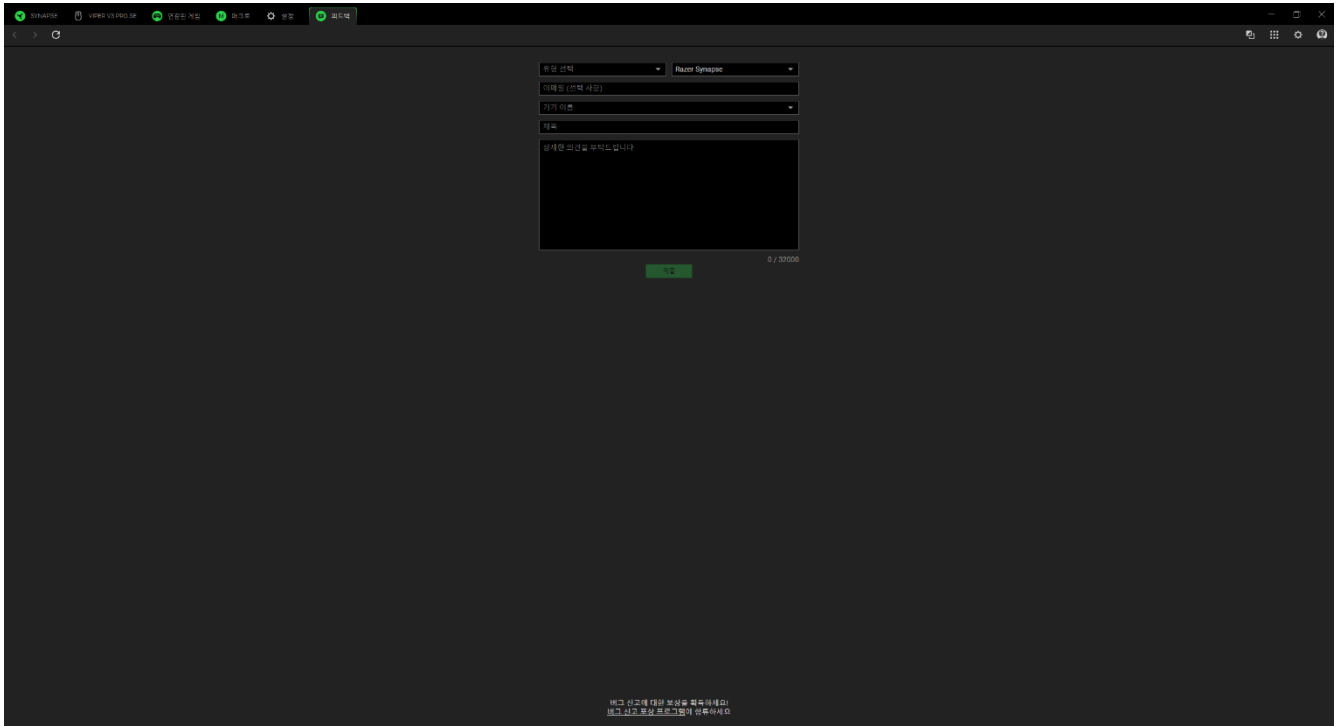 SYNAPSE
VIPER V3 PRO SE
연결된 게임
매크로
설정
피드백
유형 선택
Razer Synapse
이메일 (선택 사항)
기기 이름
제목
상세한 의견을 부탁드립니다
0 / 32000
제출
버그 신고에 대한 보상을 획득하세요!
버그 신고 포상 프로그램에 합류하세요